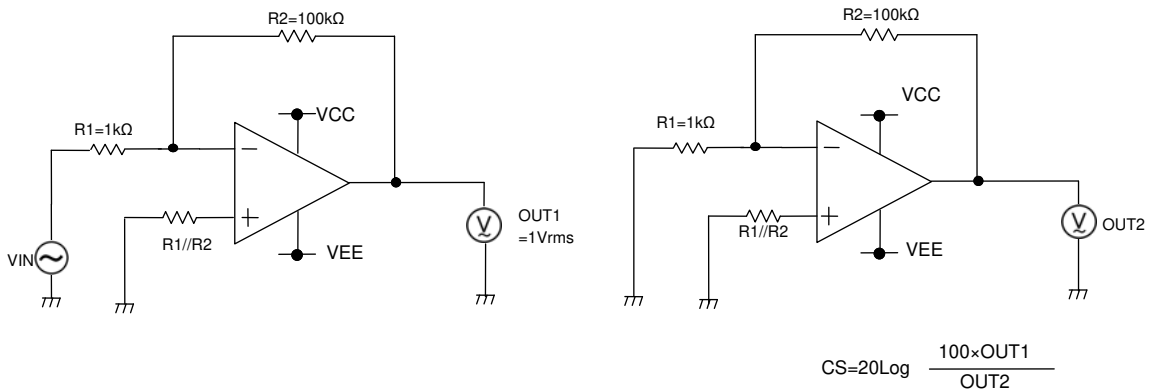 R2=100kΩ
VCC
R1=1kΩ
R1//R2
VEE
VIN
V
OUT1
=1Vrms
R2=100kΩ
VCC
R1=1kΩ
R1//R2
VEE
V
OUT2
CS=20Log 100×OUT1
OUT2